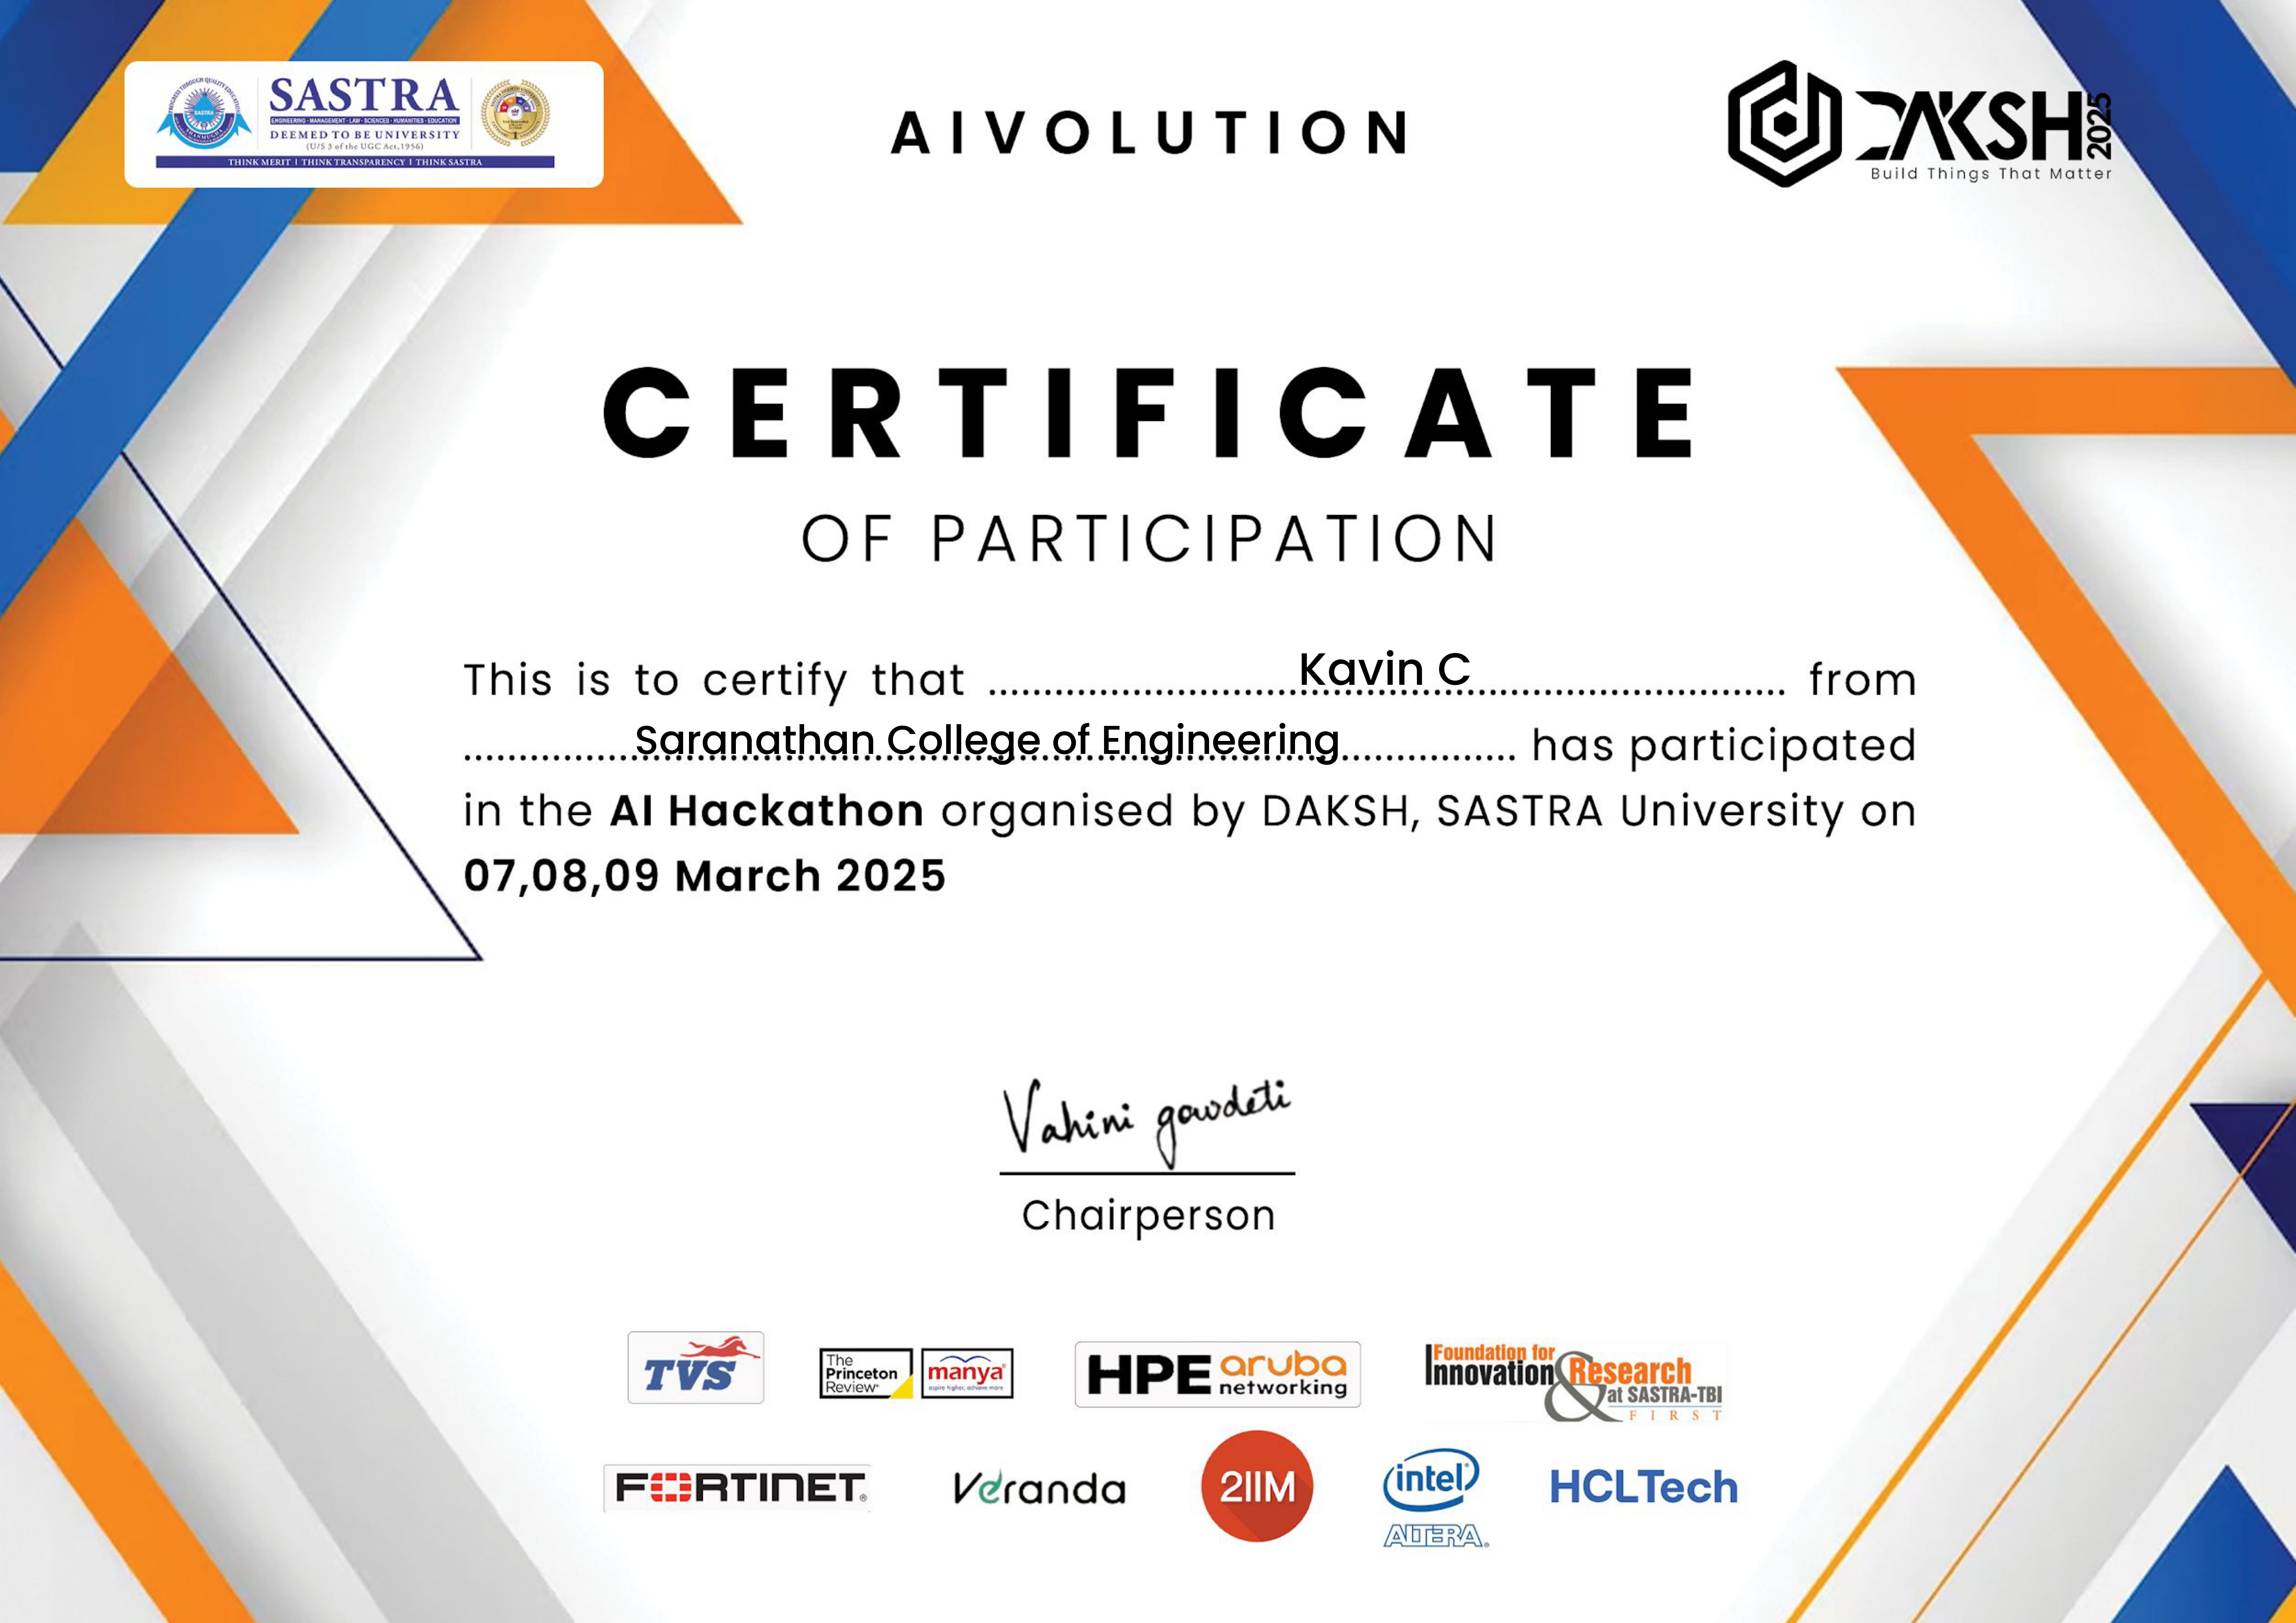 SASTRA
ENGINEERING · MANAGEMENT · LAW · SCIENCES · HUMANITIES · EDUCATION
DEEMED TO BE UNIVERSITY
(U/S 3 of the UGC Act, 1956)
THINK MERIT | THINK TRANSPARENCY | THINK SASTRA
AIVOLUTION
DAKSH 2025
Build Things That Matter
CERTIFICATE
OF PARTICIPATION
This is to certify that Kavin C from
Saranathan College of Engineering has participated
in the AI Hackathon organised by DAKSH, SASTRA University on
07,08,09 March 2025
Vahini gowdeti
Chairperson
TVS
The
Princeton
Review®
manya®
aspire higher, achieve more
HPE aruba
networking
Foundation for
Innovation & Research
at SASTRA-TBI
FIRST
FORTINET®
Veranda
2IIM
intel®
ALTERA®
HCLTech